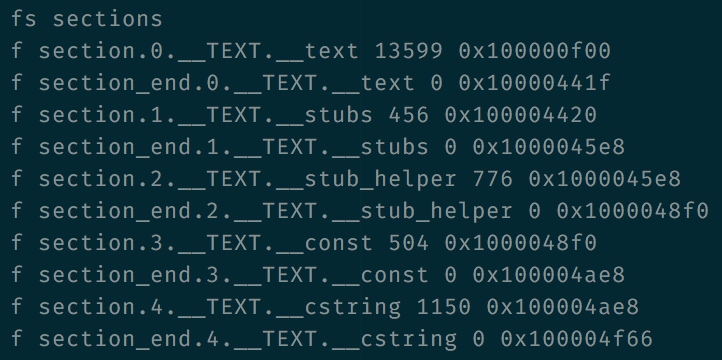 fs sections
f section.0.__TEXT.__text 13599 0x100000f00
f section_end.0.__TEXT.__text 0 0x10000441f
f section.1.__TEXT.__stubs 456 0x100004420
f section_end.1.__TEXT.__stubs 0 0x1000045e8
f section.2.__TEXT.__stub_helper 776 0x1000045e8
f section_end.2.__TEXT.__stub_helper 0 0x1000048f0
f section.3.__TEXT.__const 504 0x1000048f0
f section_end.3.__TEXT.__const 0 0x100004ae8
f section.4.__TEXT.__cstring 1150 0x100004ae8
f section_end.4.__TEXT.__cstring 0 0x100004f66